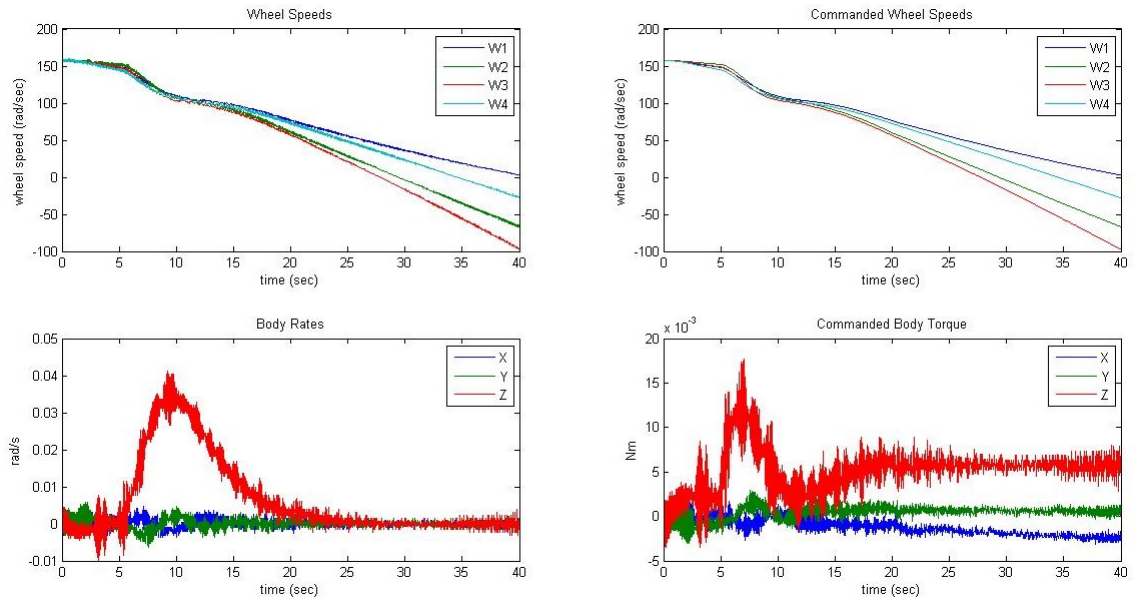 Wheel Speeds
200
150
100
50
0
-50
-100
wheel speed (rad/sec)
0 5 10 15 20 25 30 35 40
time (sec)
W1
W2
W3
W4
Commanded Wheel Speeds
200
150
100
50
0
-50
-100
wheel speed (rad/sec)
0 5 10 15 20 25 30 35 40
time (sec)
W1
W2
W3
W4
Body Rates
0.05
0.04
0.03
0.02
0.01
0
-0.01
rad/s
0 5 10 15 20 25 30 35 40
time (sec)
X
Y
Z
Commanded Body Torque
x 10⁻³
20
15
10
5
0
-5
Nm
0 5 10 15 20 25 30 35 40
time (sec)
X
Y
Z